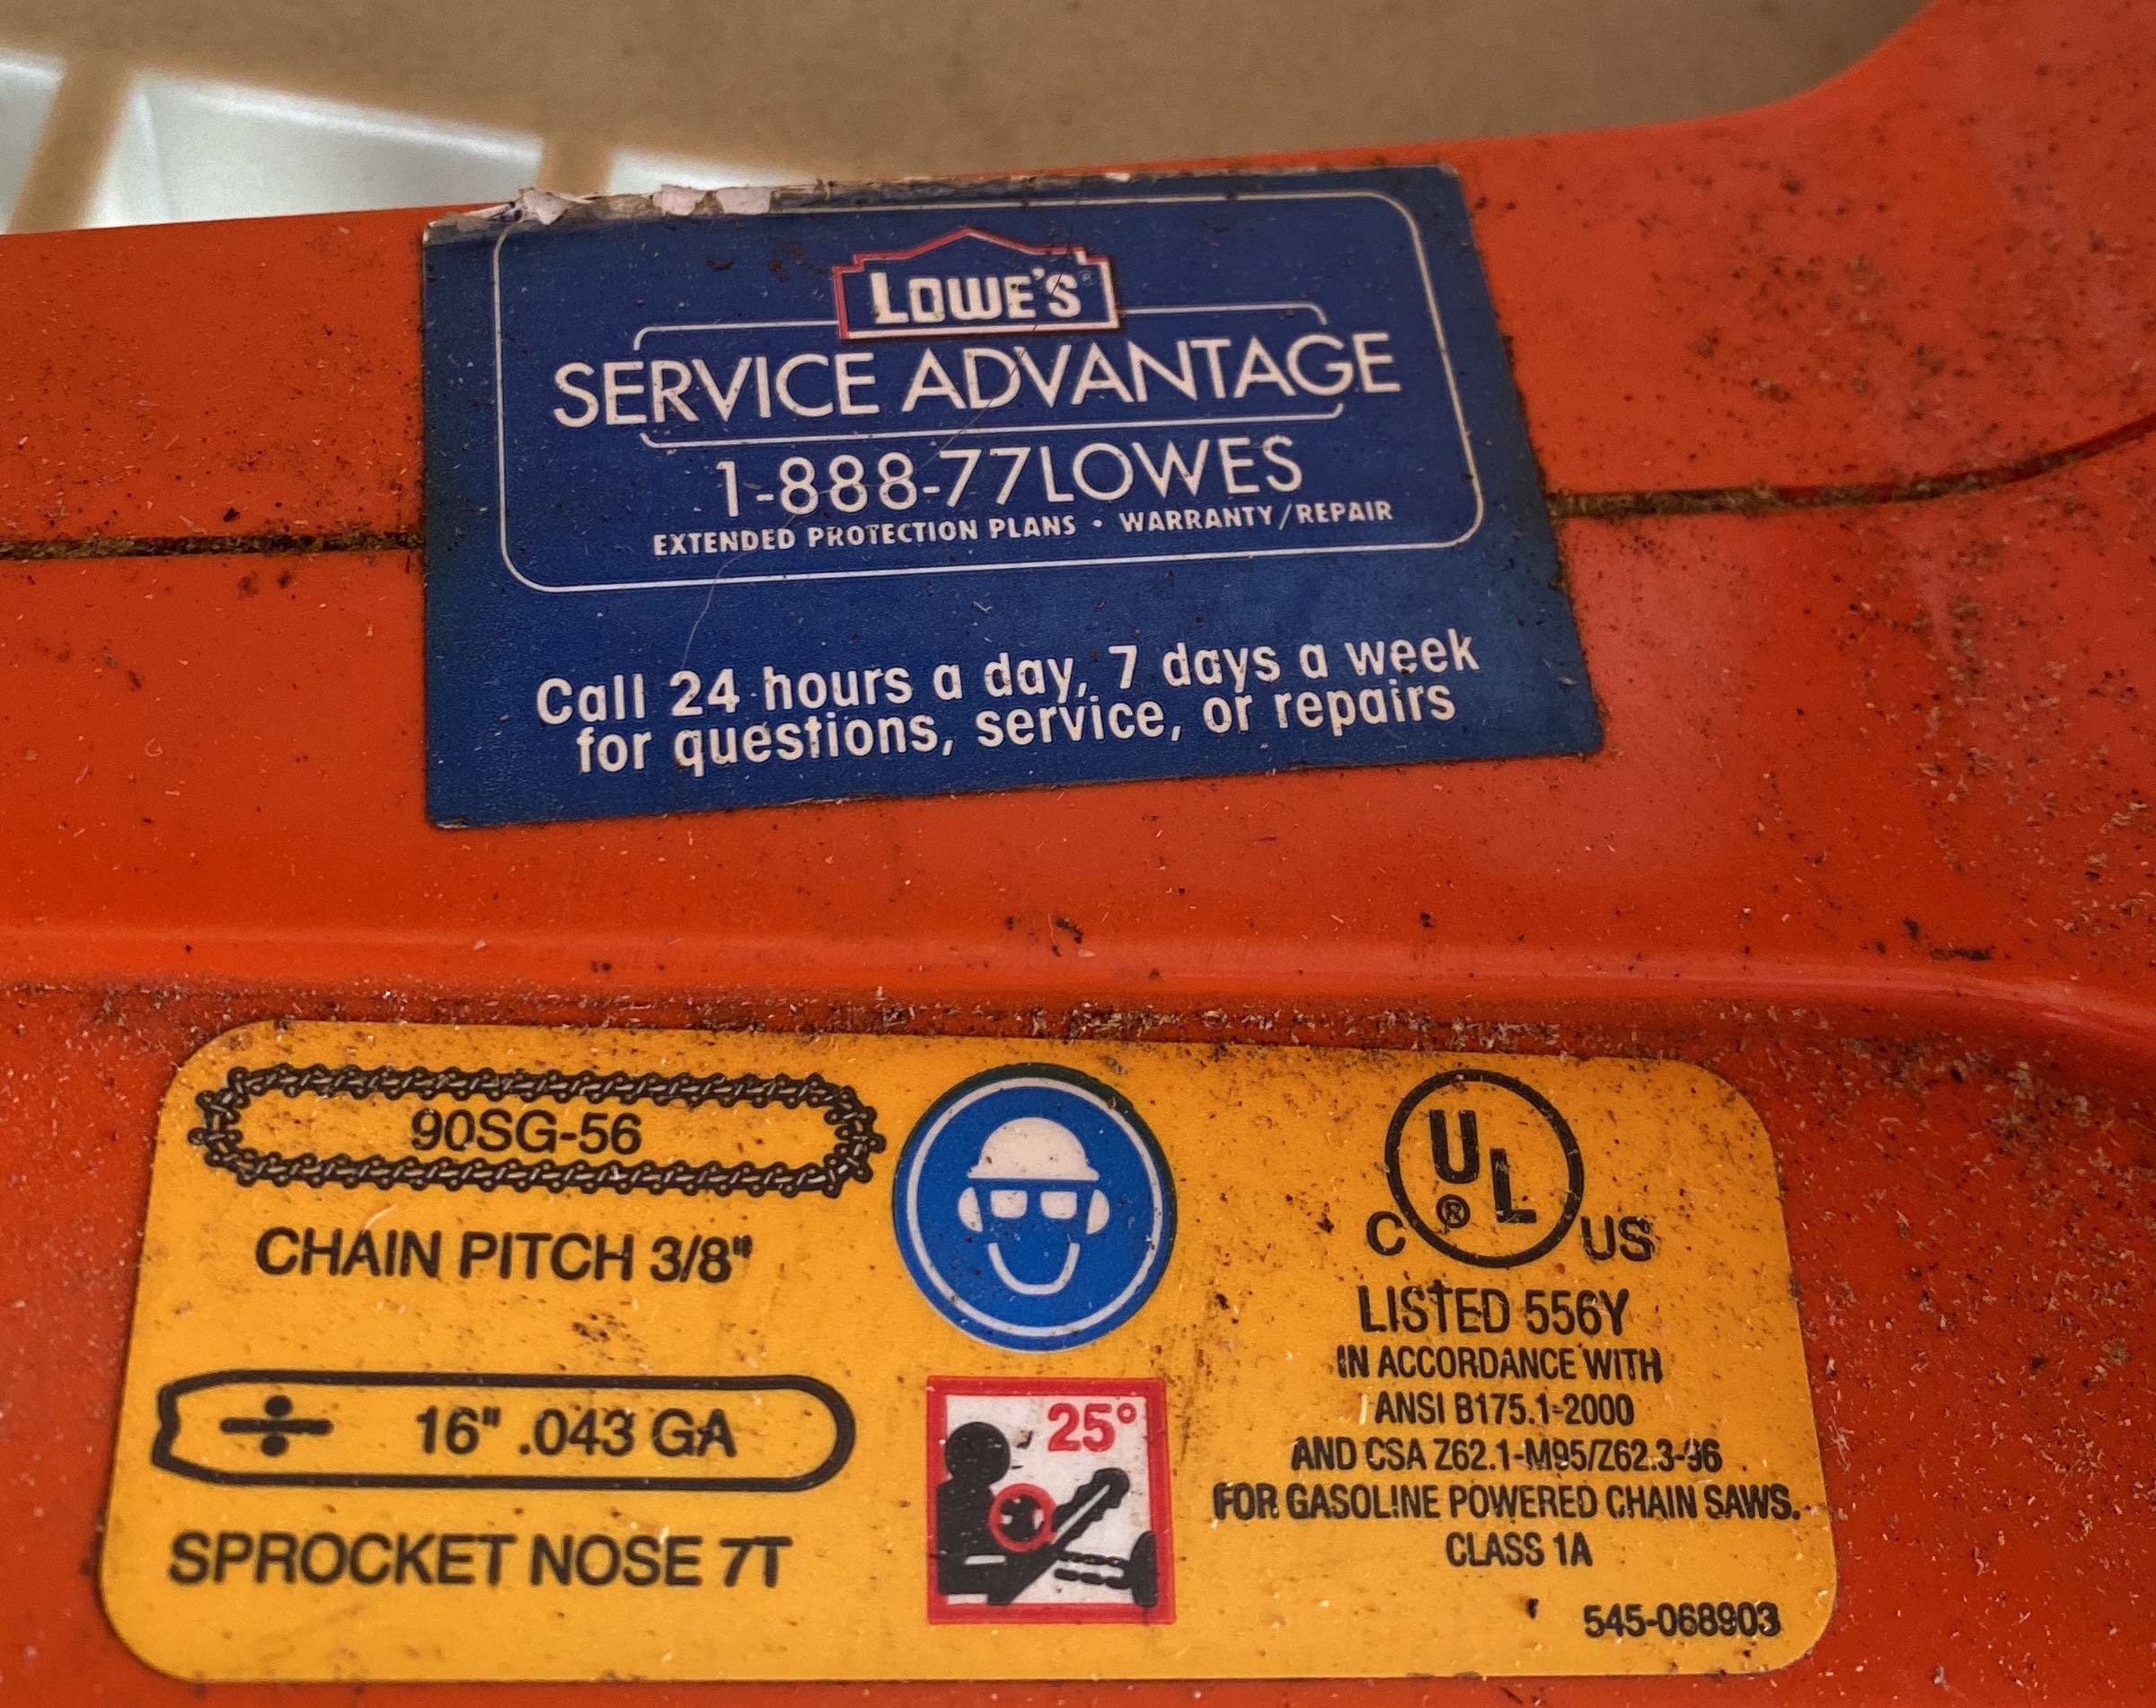 LOWE'S®
SERVICE ADVANTAGE
1-888-77LOWES
EXTENDED PROTECTION PLANS • WARRANTY/REPAIR
Call 24 hours a day, 7 days a week
for questions, service, or repairs
90SG-56
CHAIN PITCH 3/8"
16" .043 GA
SPROCKET NOSE 7T
25°
UL
®
C US
LISTED 556Y
IN ACCORDANCE WITH
ANSI B175.1-2000
AND CSA Z62.1-M95/Z62.3-96
FOR GASOLINE POWERED CHAIN SAWS.
CLASS 1A
545-068903